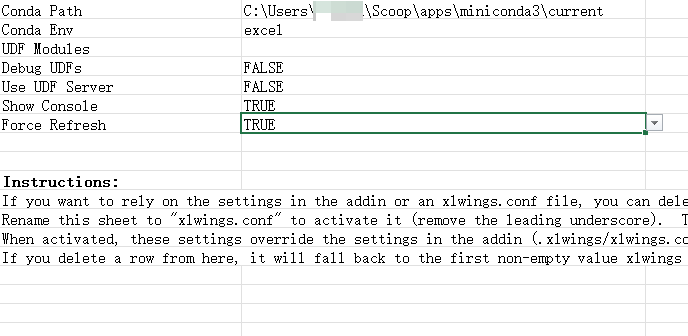 Conda Path C:\Users\ \Scoop\apps\miniconda3\current
Conda Env excel
UDF Modules
Debug UDFs FALSE
Use UDF Server FALSE
Show Console TRUE
Force Refresh TRUE
Instructions:
If you want to rely on the settings in the addin or an xlwings.conf file, you can dele
Rename this sheet to "xlwings.conf" to activate it (remove the leading underscore). T
When activated, these settings override the settings in the addin (.xlwings/xlwings.co
If you delete a row from here, it will fall back to the first non-empty value xlwings